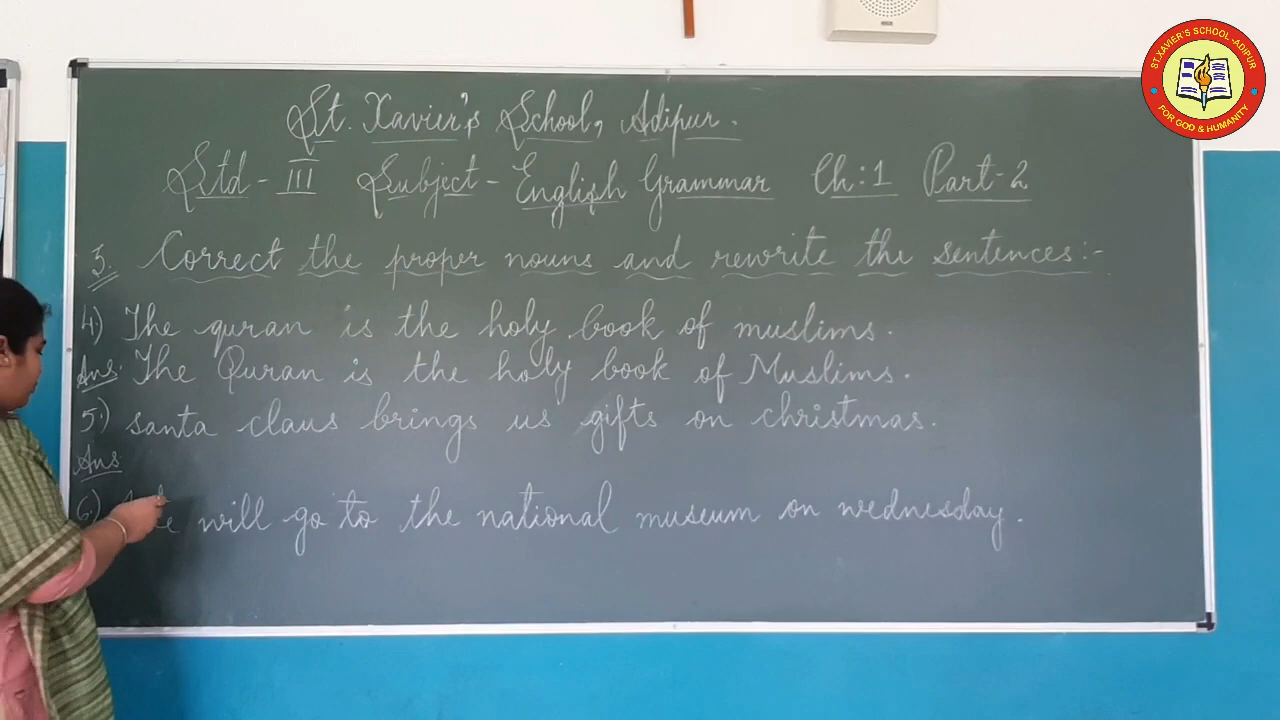 St. Xavier's School, Adipur.
Std - III Subject - English Grammar Ch:1 Part-2
3. Correct the proper nouns and rewrite the sentences:-
4) The quran is the holy book of muslims.
Ans. The Quran is the holy book of Muslims.
5.) santa claus brings us gifts on christmas.
Ans
6) will go to the national museum on wednesday.
ST.XAVIER'S SCHOOL-ADIPUR
FOR GOD & HUMANITY